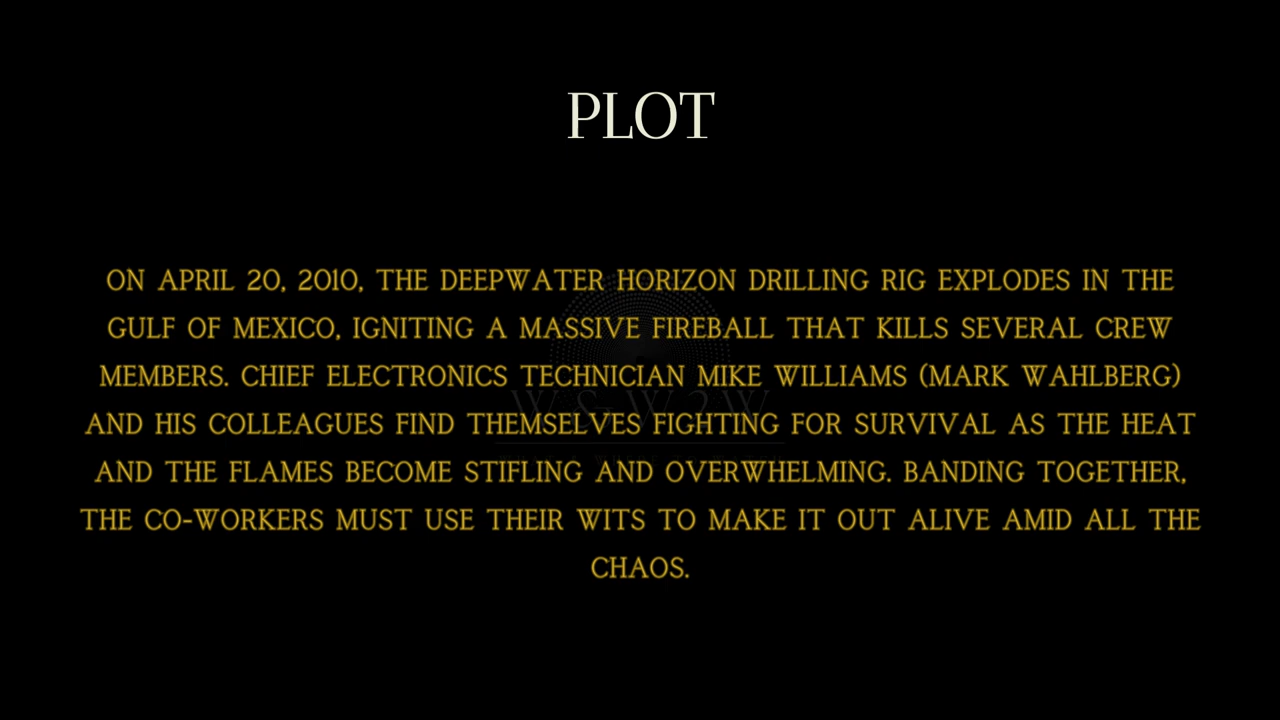 PLOT
ON APRIL 20, 2010, THE DEEPWATER HORIZON DRILLING RIG EXPLODES IN THE
GULF OF MEXICO, IGNITING A MASSIVE FIREBALL THAT KILLS SEVERAL CREW
MEMBERS. CHIEF ELECTRONICS TECHNICIAN MIKE WILLIAMS (MARK WAHLBERG)
AND HIS COLLEAGUES FIND THEMSELVES FIGHTING FOR SURVIVAL AS THE HEAT
AND THE FLAMES BECOME STIFLING AND OVERWHELMING. BANDING TOGETHER,
THE CO-WORKERS MUST USE THEIR WITS TO MAKE IT OUT ALIVE AMID ALL THE
CHAOS.
W&W2W